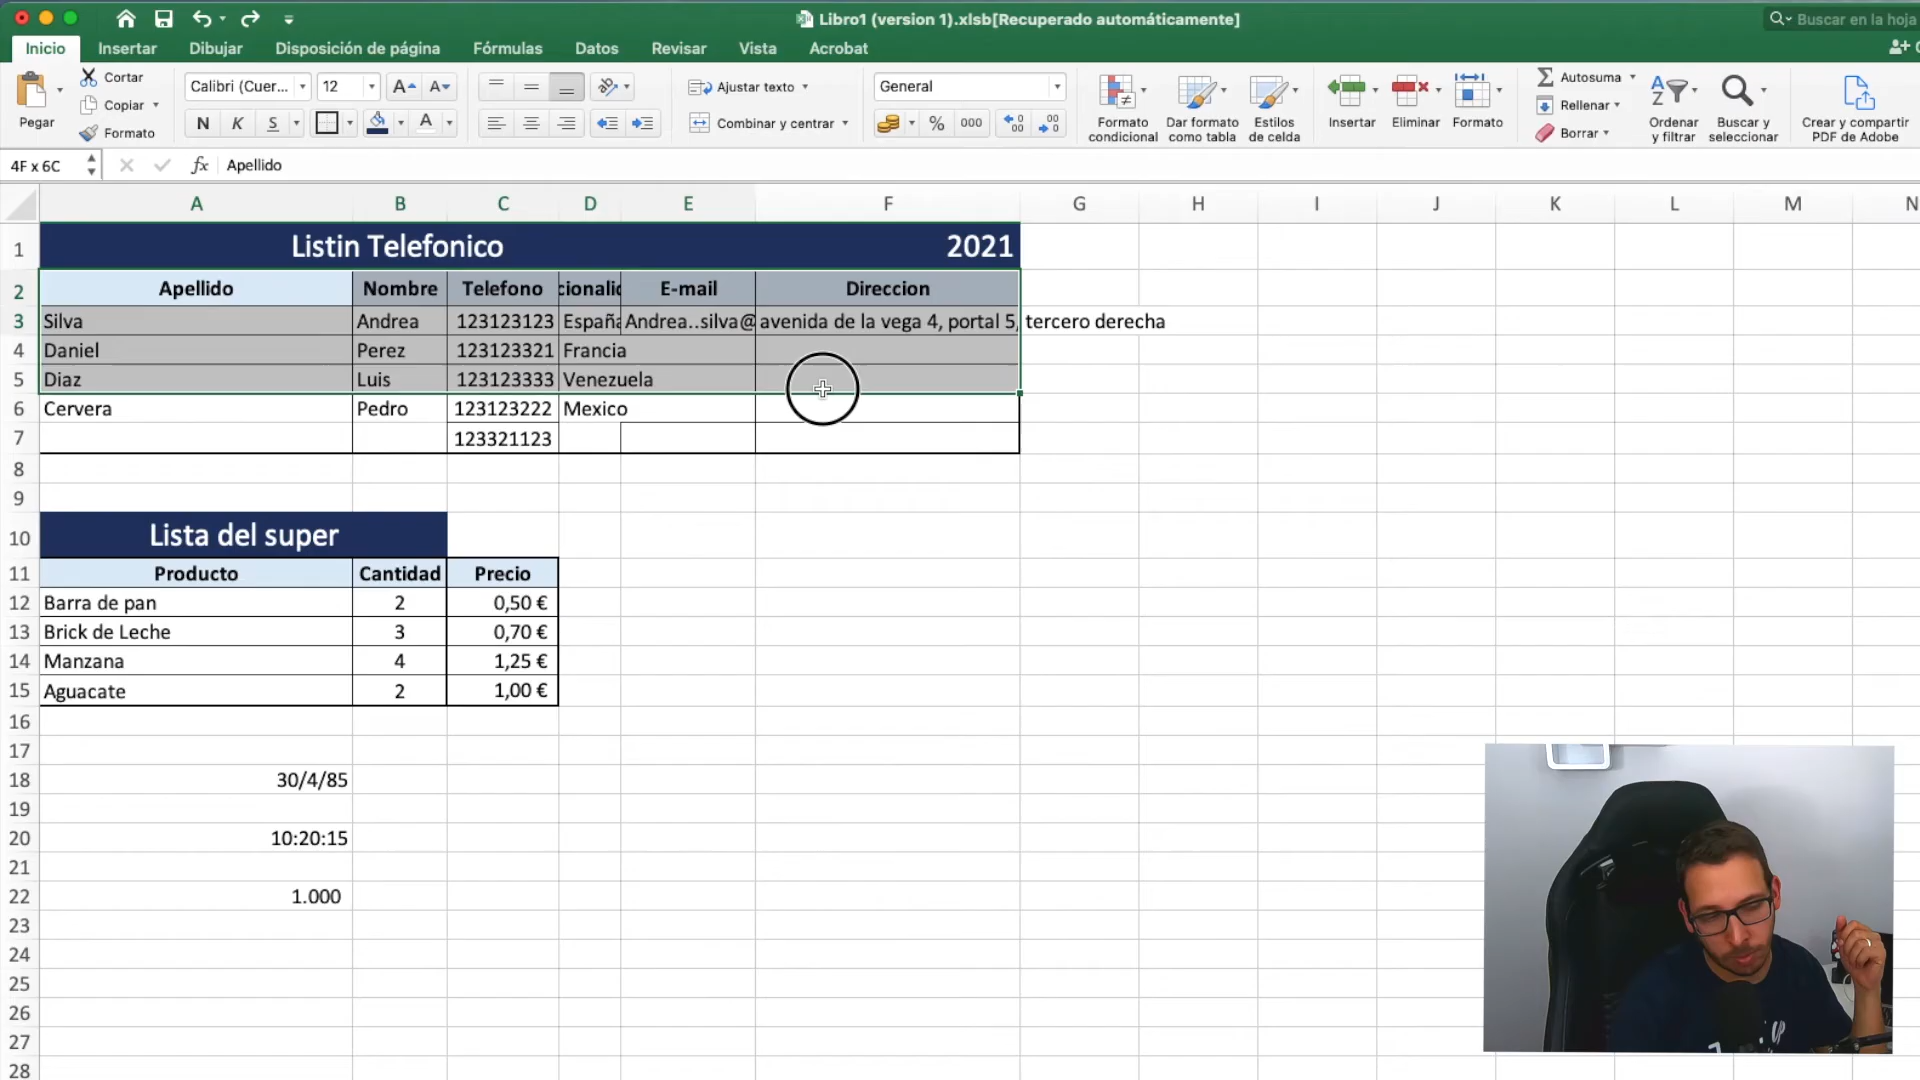 Libro1 (version 1).xlsb[Recuperado automáticamente]
Buscar en la hoja
Inicio Insertar Dibujar Disposición de página Fórmulas Datos Revisar Vista Acrobat
Pegar
Cortar
Copiar
Formato
Calibri (Cuer... 12 A A
N K S A
Ajustar texto
Combinar y centrar
General
% 000
Formato condicional
Dar formato como tabla
Estilos de celda
Insertar
Eliminar
Formato
Autosuma
Rellenar
Borrar
Ordenar y filtrar
Buscar y seleccionar
Crear y compartir PDF de Adobe
4F x 6C fx Apellido
A B C D E F G H I J K L M N
1 Listin Telefonico 2021
2 Apellido Nombre Telefono cionalid E-mail Direccion
3 Silva Andrea 123123123 España Andrea..silva@ avenida de la vega 4, portal 5, tercero derecha
4 Daniel Perez 123123321 Francia
5 Diaz Luis 123123333 Venezuela
6 Cervera Pedro 123123222 Mexico
7 123321123
8
9
10 Lista del super
11 Producto Cantidad Precio
12 Barra de pan 2 0,50 €
13 Brick de Leche 3 0,70 €
14 Manzana 4 1,25 €
15 Aguacate 2 1,00 €
16
17
18 30/4/85
19
20 10:20:15
21
22 1.000
23
24
25
26
27
28